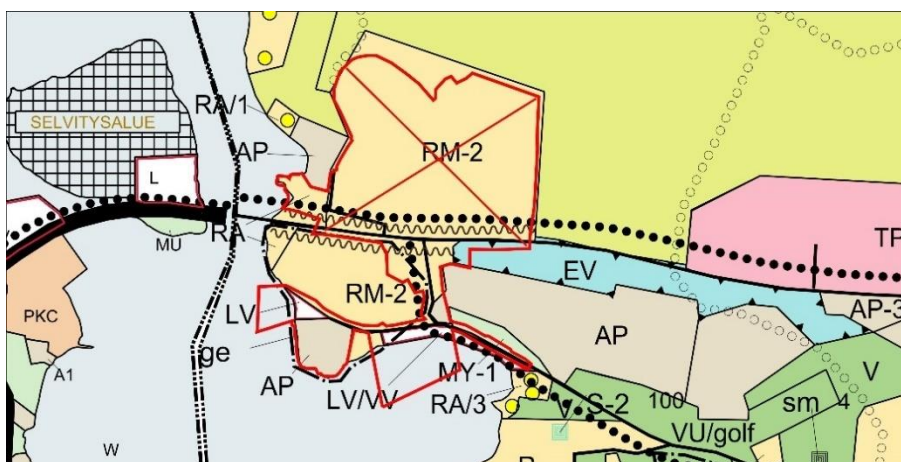 RA/1
SELVITYSALUE
AP
RM-2
L
TP
RA
MU
EV
RM-2
LV
AP-3
PKC
ge
AP
A1
AP
MY-1
LV/VV
RA/3
V
S-2
100
sm
4
V
VU/golf
W